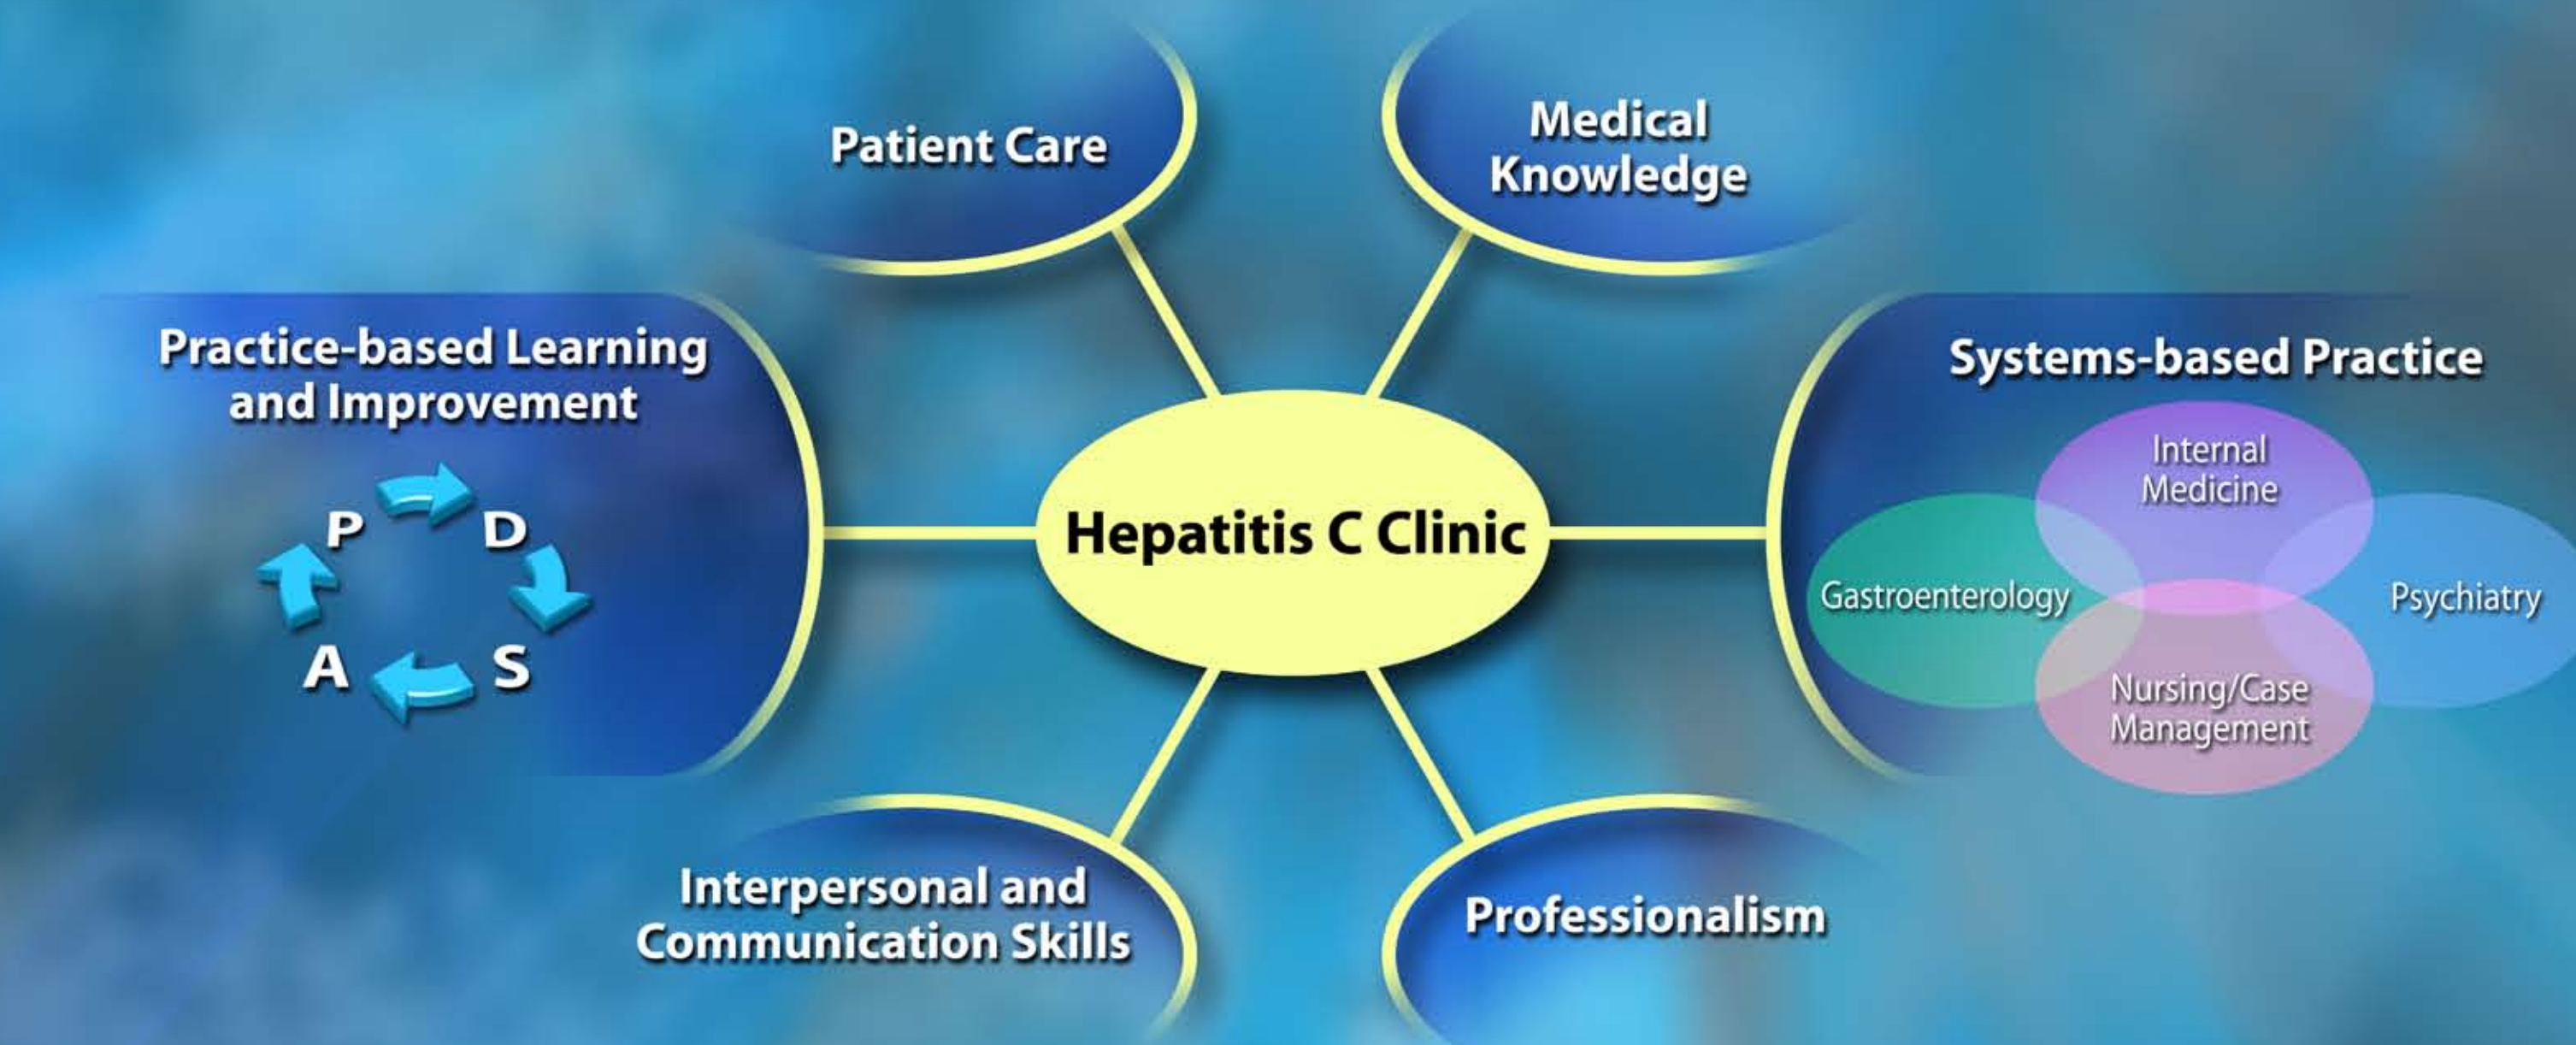 Patient Care
Medical
Knowledge
Practice-based Learning
and Improvement
P
D
S
A
Hepatitis C Clinic
Systems-based Practice
Internal
Medicine
Gastroenterology
Psychiatry
Nursing/Case
Management
Interpersonal and
Communication Skills
Professionalism